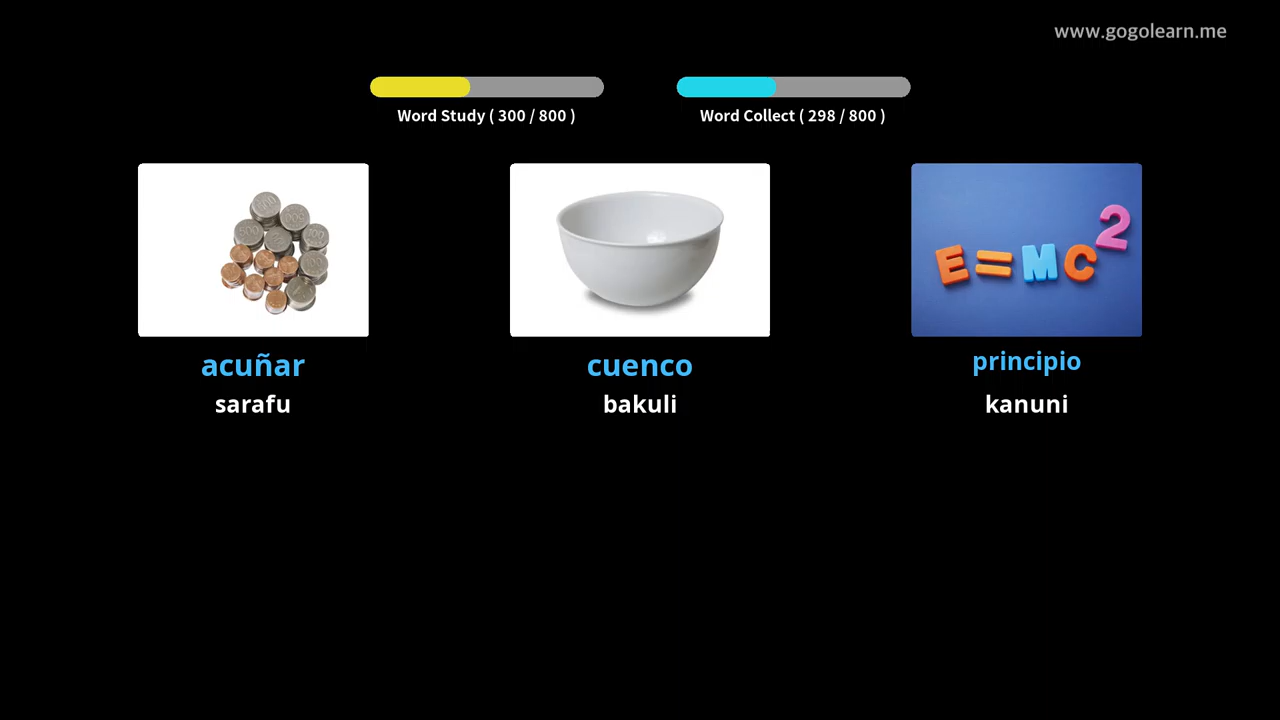 www.gogolearn.me
Word Study ( 300 / 800 )
Word Collect ( 298 / 800 )
E=MC2
acuñar
cuenco
principio
sarafu
bakuli
kanuni